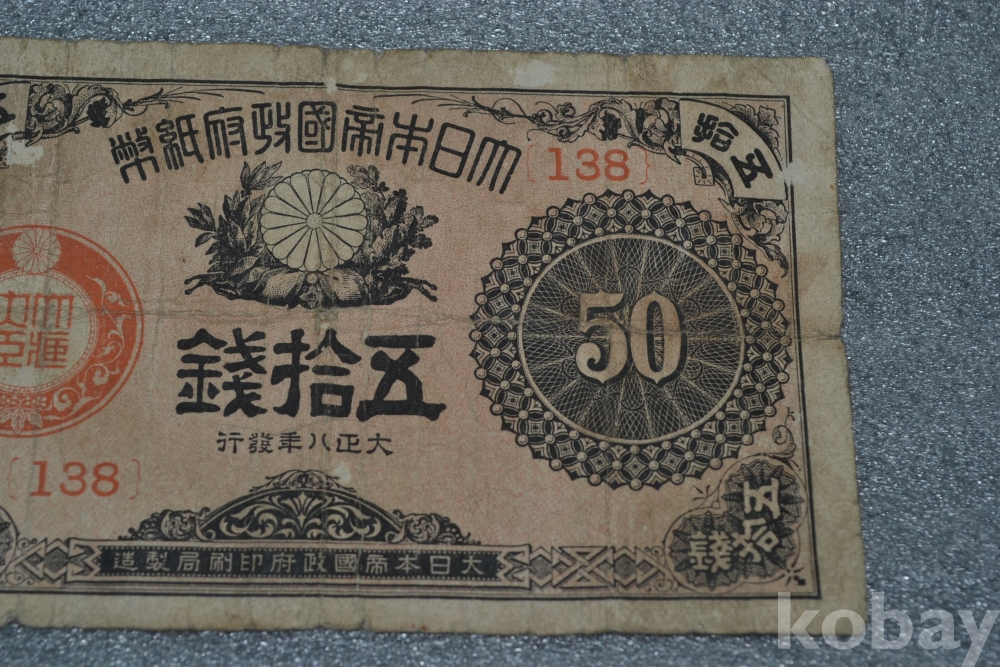 大日本帝國政府紙幣
〔138〕
五拾
50
五拾錢
大正八年發行
大臣
〔138〕
五拾錢
大日本帝國政府印刷局製造
kobay